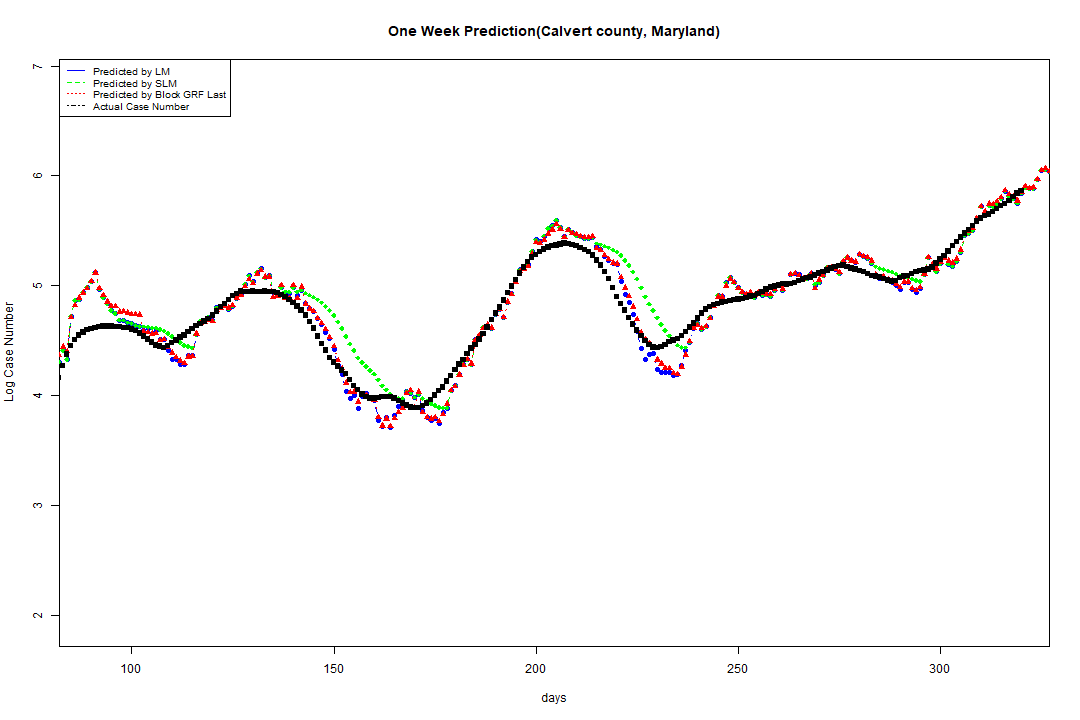 One Week Prediction(Calvert county, Maryland)
Predicted by LM
Predicted by SLM
Predicted by Block GRF Last
Actual Case Number
7
6
5
4
3
2
Log Case Number
100 150 200 250 300
days